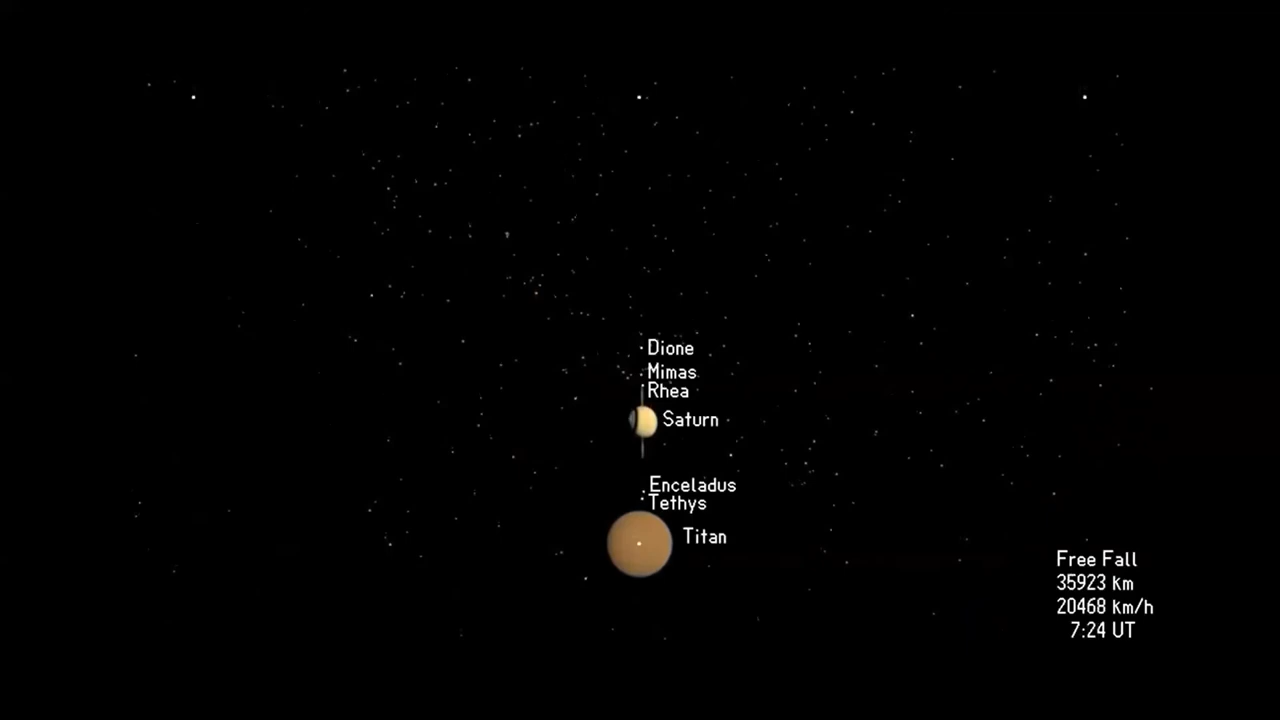 Dione
Mimas
Rhea
Saturn
Enceladus
Tethys
Titan
Free Fall
35923 km
20468 km/h
7:24 UT